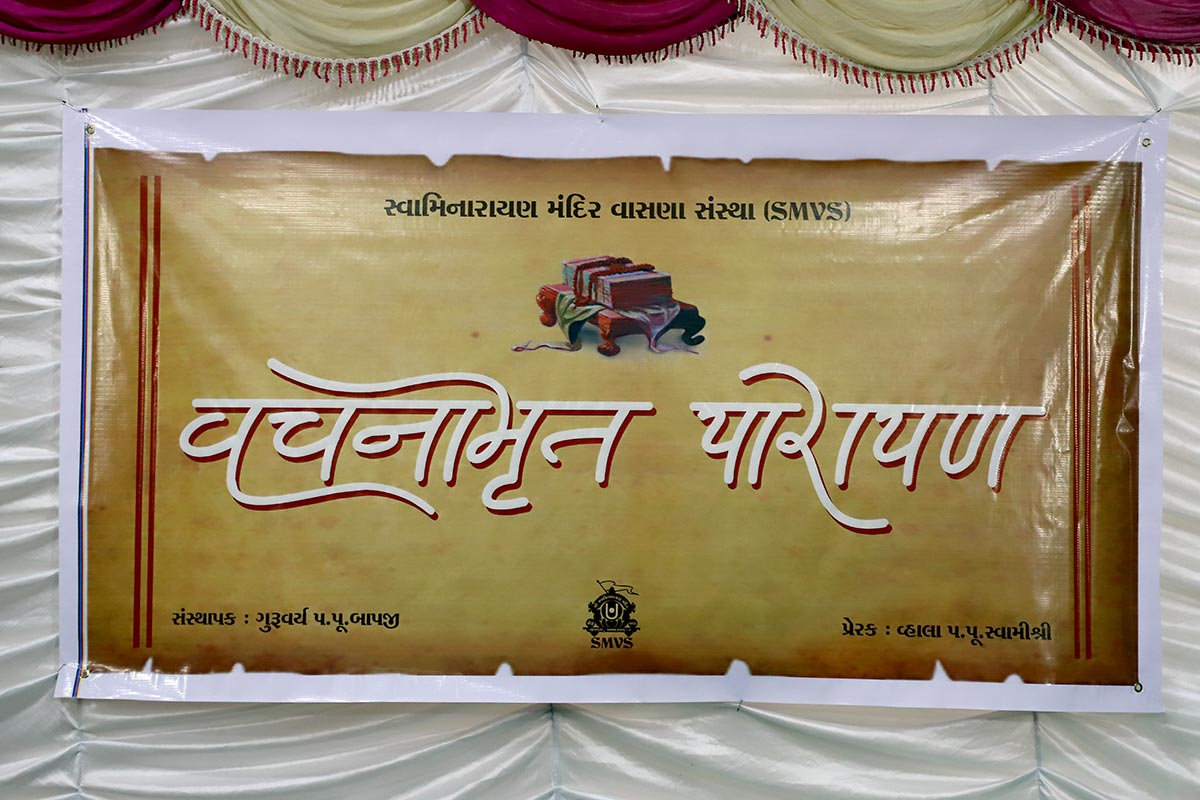 સ્વામિનારાયણ મંદિર વાસણા સંસ્થા (SMVS)
વચનામૃત પારાયણ
સંસ્થાપક : ગુરૂવર્ય પ.પૂ.બાપજી
SMVS
પ્રેરક : વ્હાલા પ.પૂ.સ્વામીશ્રી